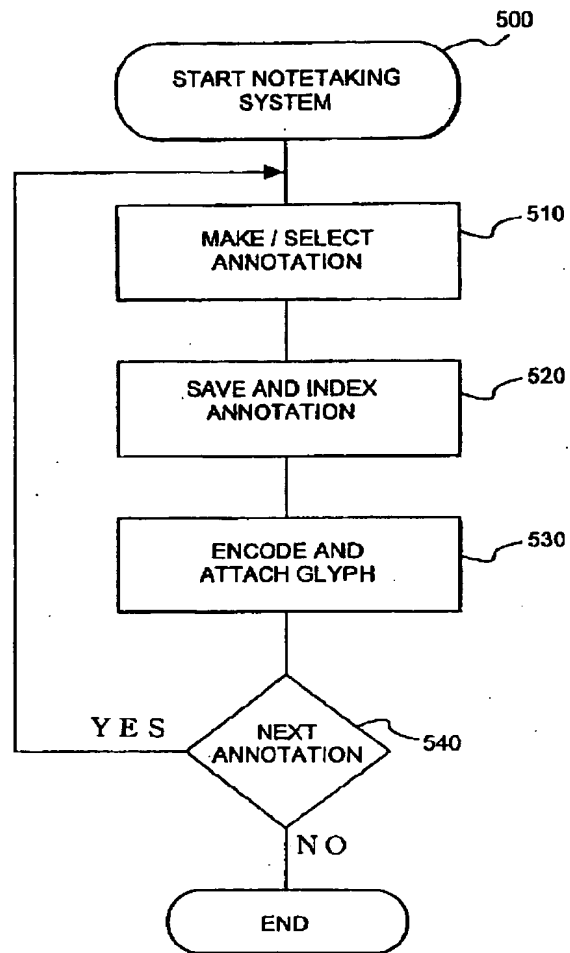 500
START NOTETAKING
SYSTEM
510
MAKE / SELECT
ANNOTATION
520
SAVE AND INDEX
ANNOTATION
530
ENCODE AND
ATTACH GLYPH
YES
NEXT
ANNOTATION
540
NO
END